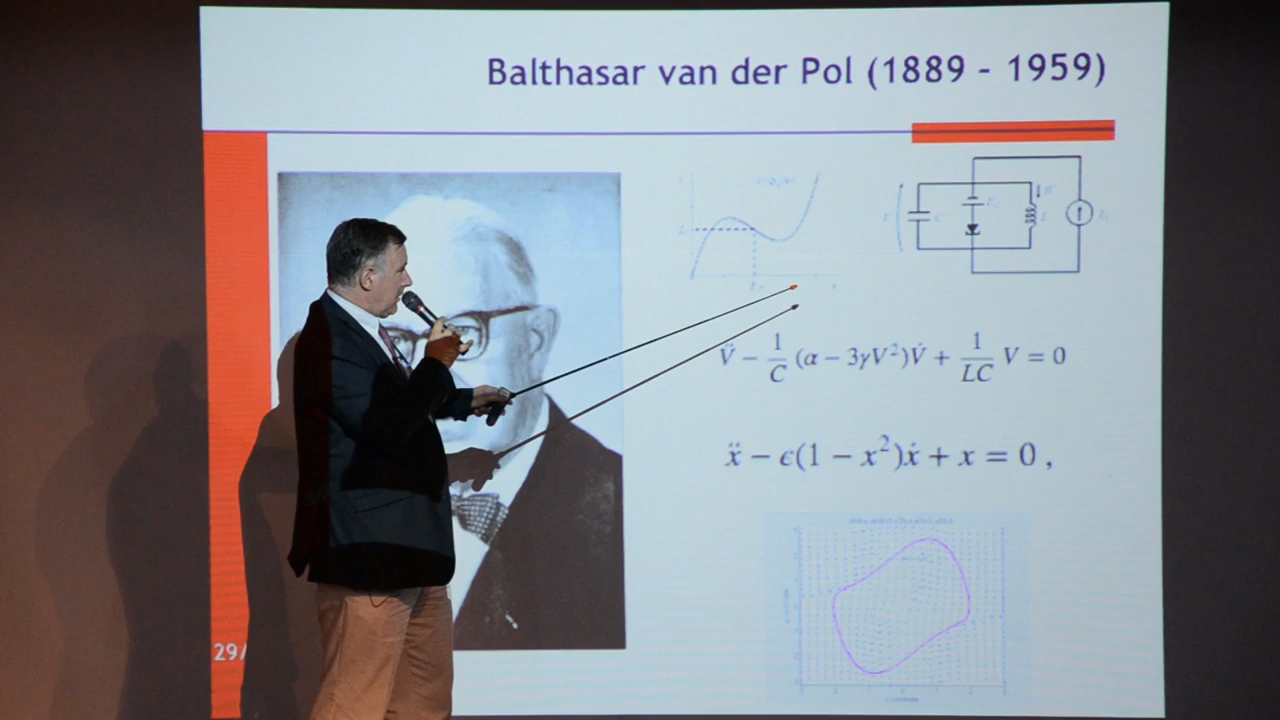 Balthasar van der Pol (1889 - 1959)
V̈ − 1/C (α − 3γV²)V̇ + 1/LC V = 0
ẍ − ϵ(1 − x²)ẋ + x = 0 ,
29/